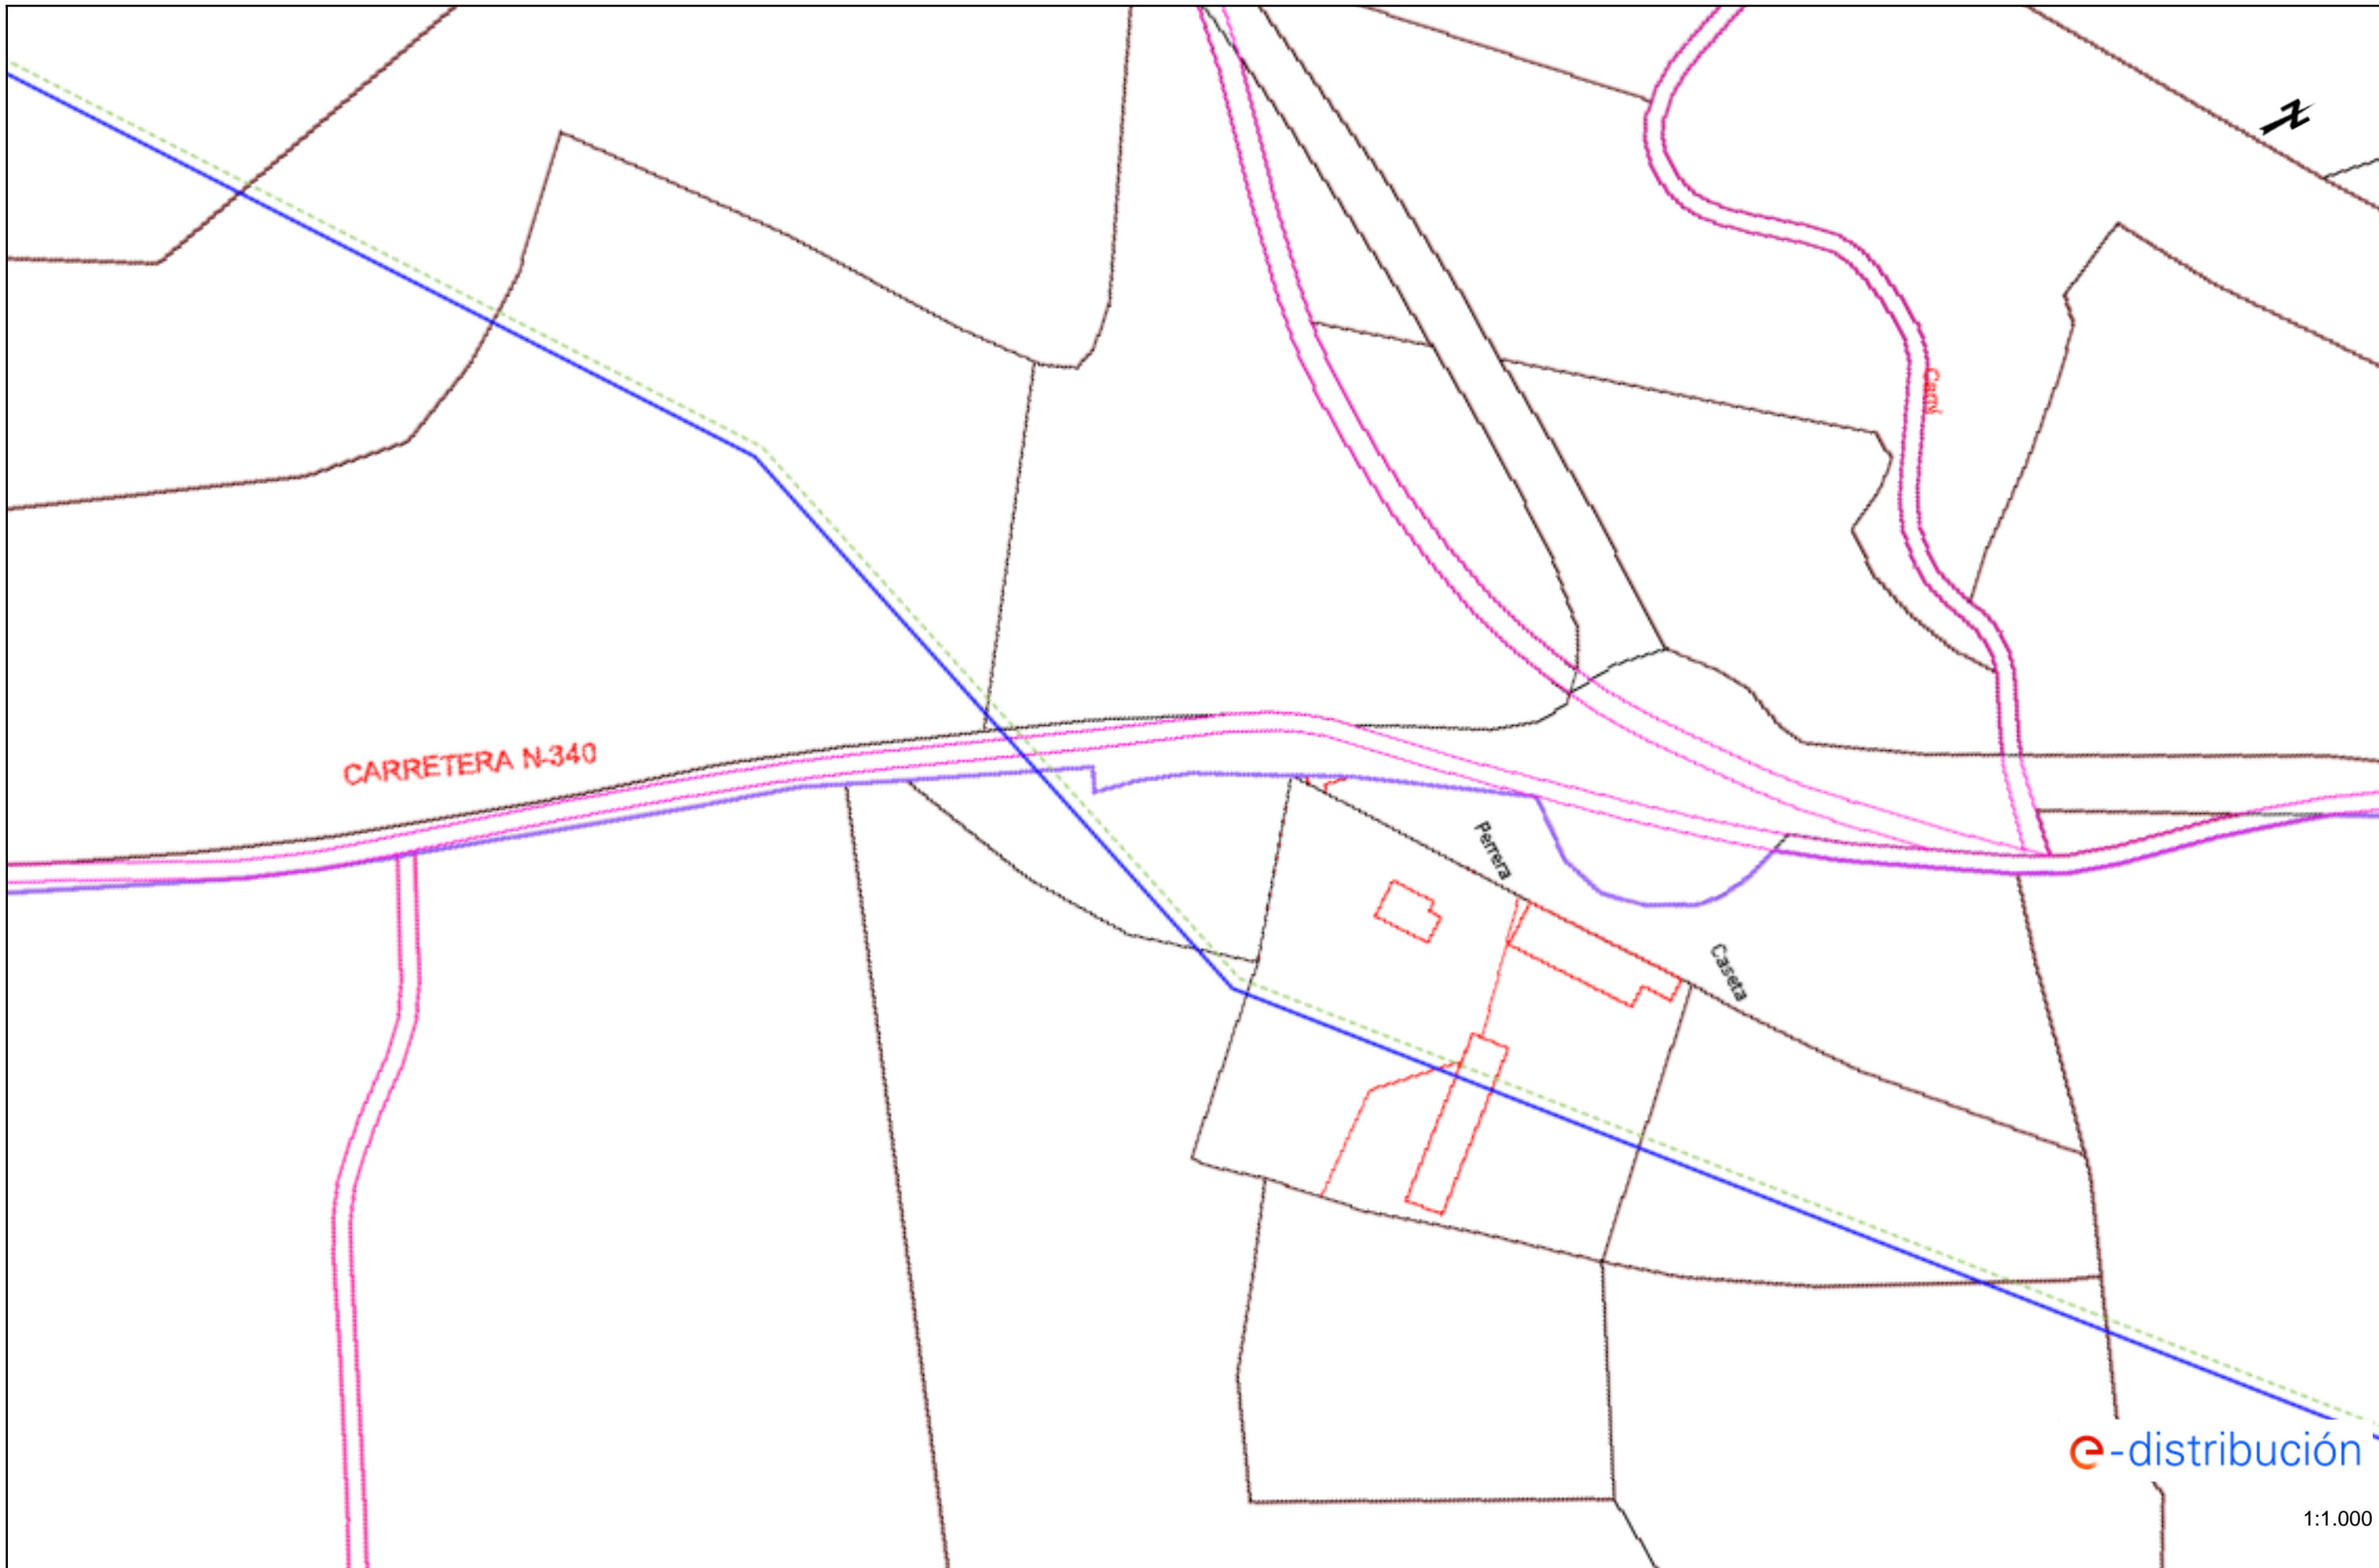 Camí
CARRETERA N-340
Perrera
Caseta
e-distribución
1:1.000